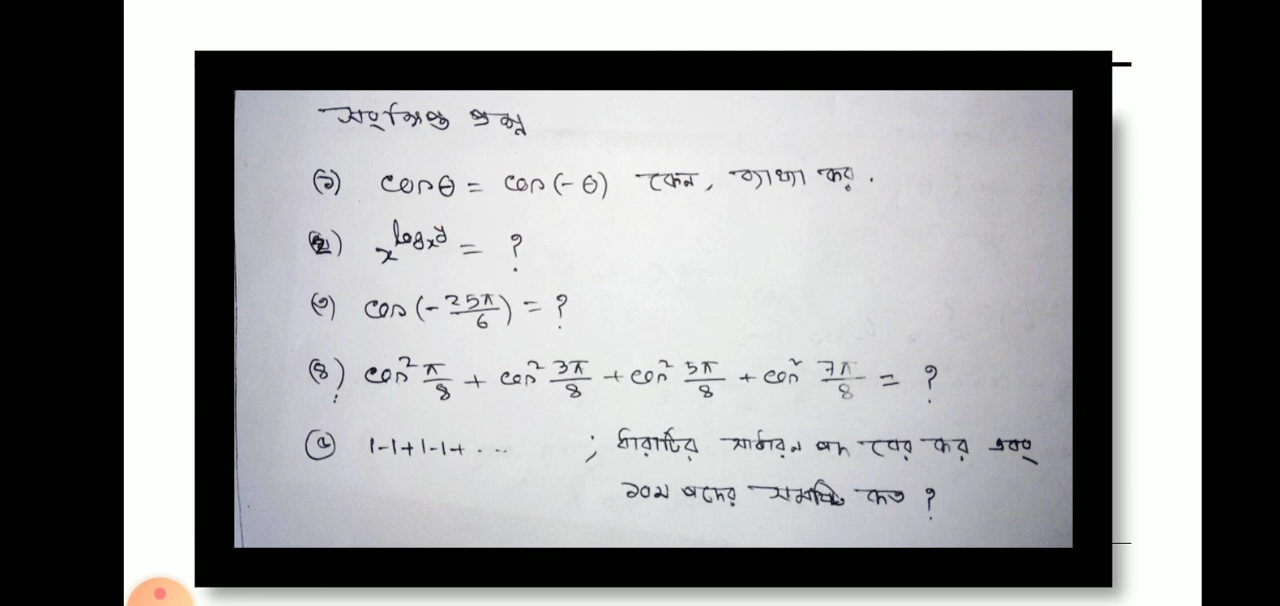 সংক্ষিপ্ত প্রশ্ন
(১) cosθ = cos(-θ) কেন, ব্যাখ্যা কর.
(২) x^log_x y = ?
(৩) cos(-25π/6) = ?
(৪) cos² π/8 + cos² 3π/8 + cos² 5π/8 + cos² 7π/8 = ?
(৫) 1-1+1-1+ ... ; ধারাটির সাধারন পদ বের কর এবং
১০ম পদের সমষ্টি কত ?